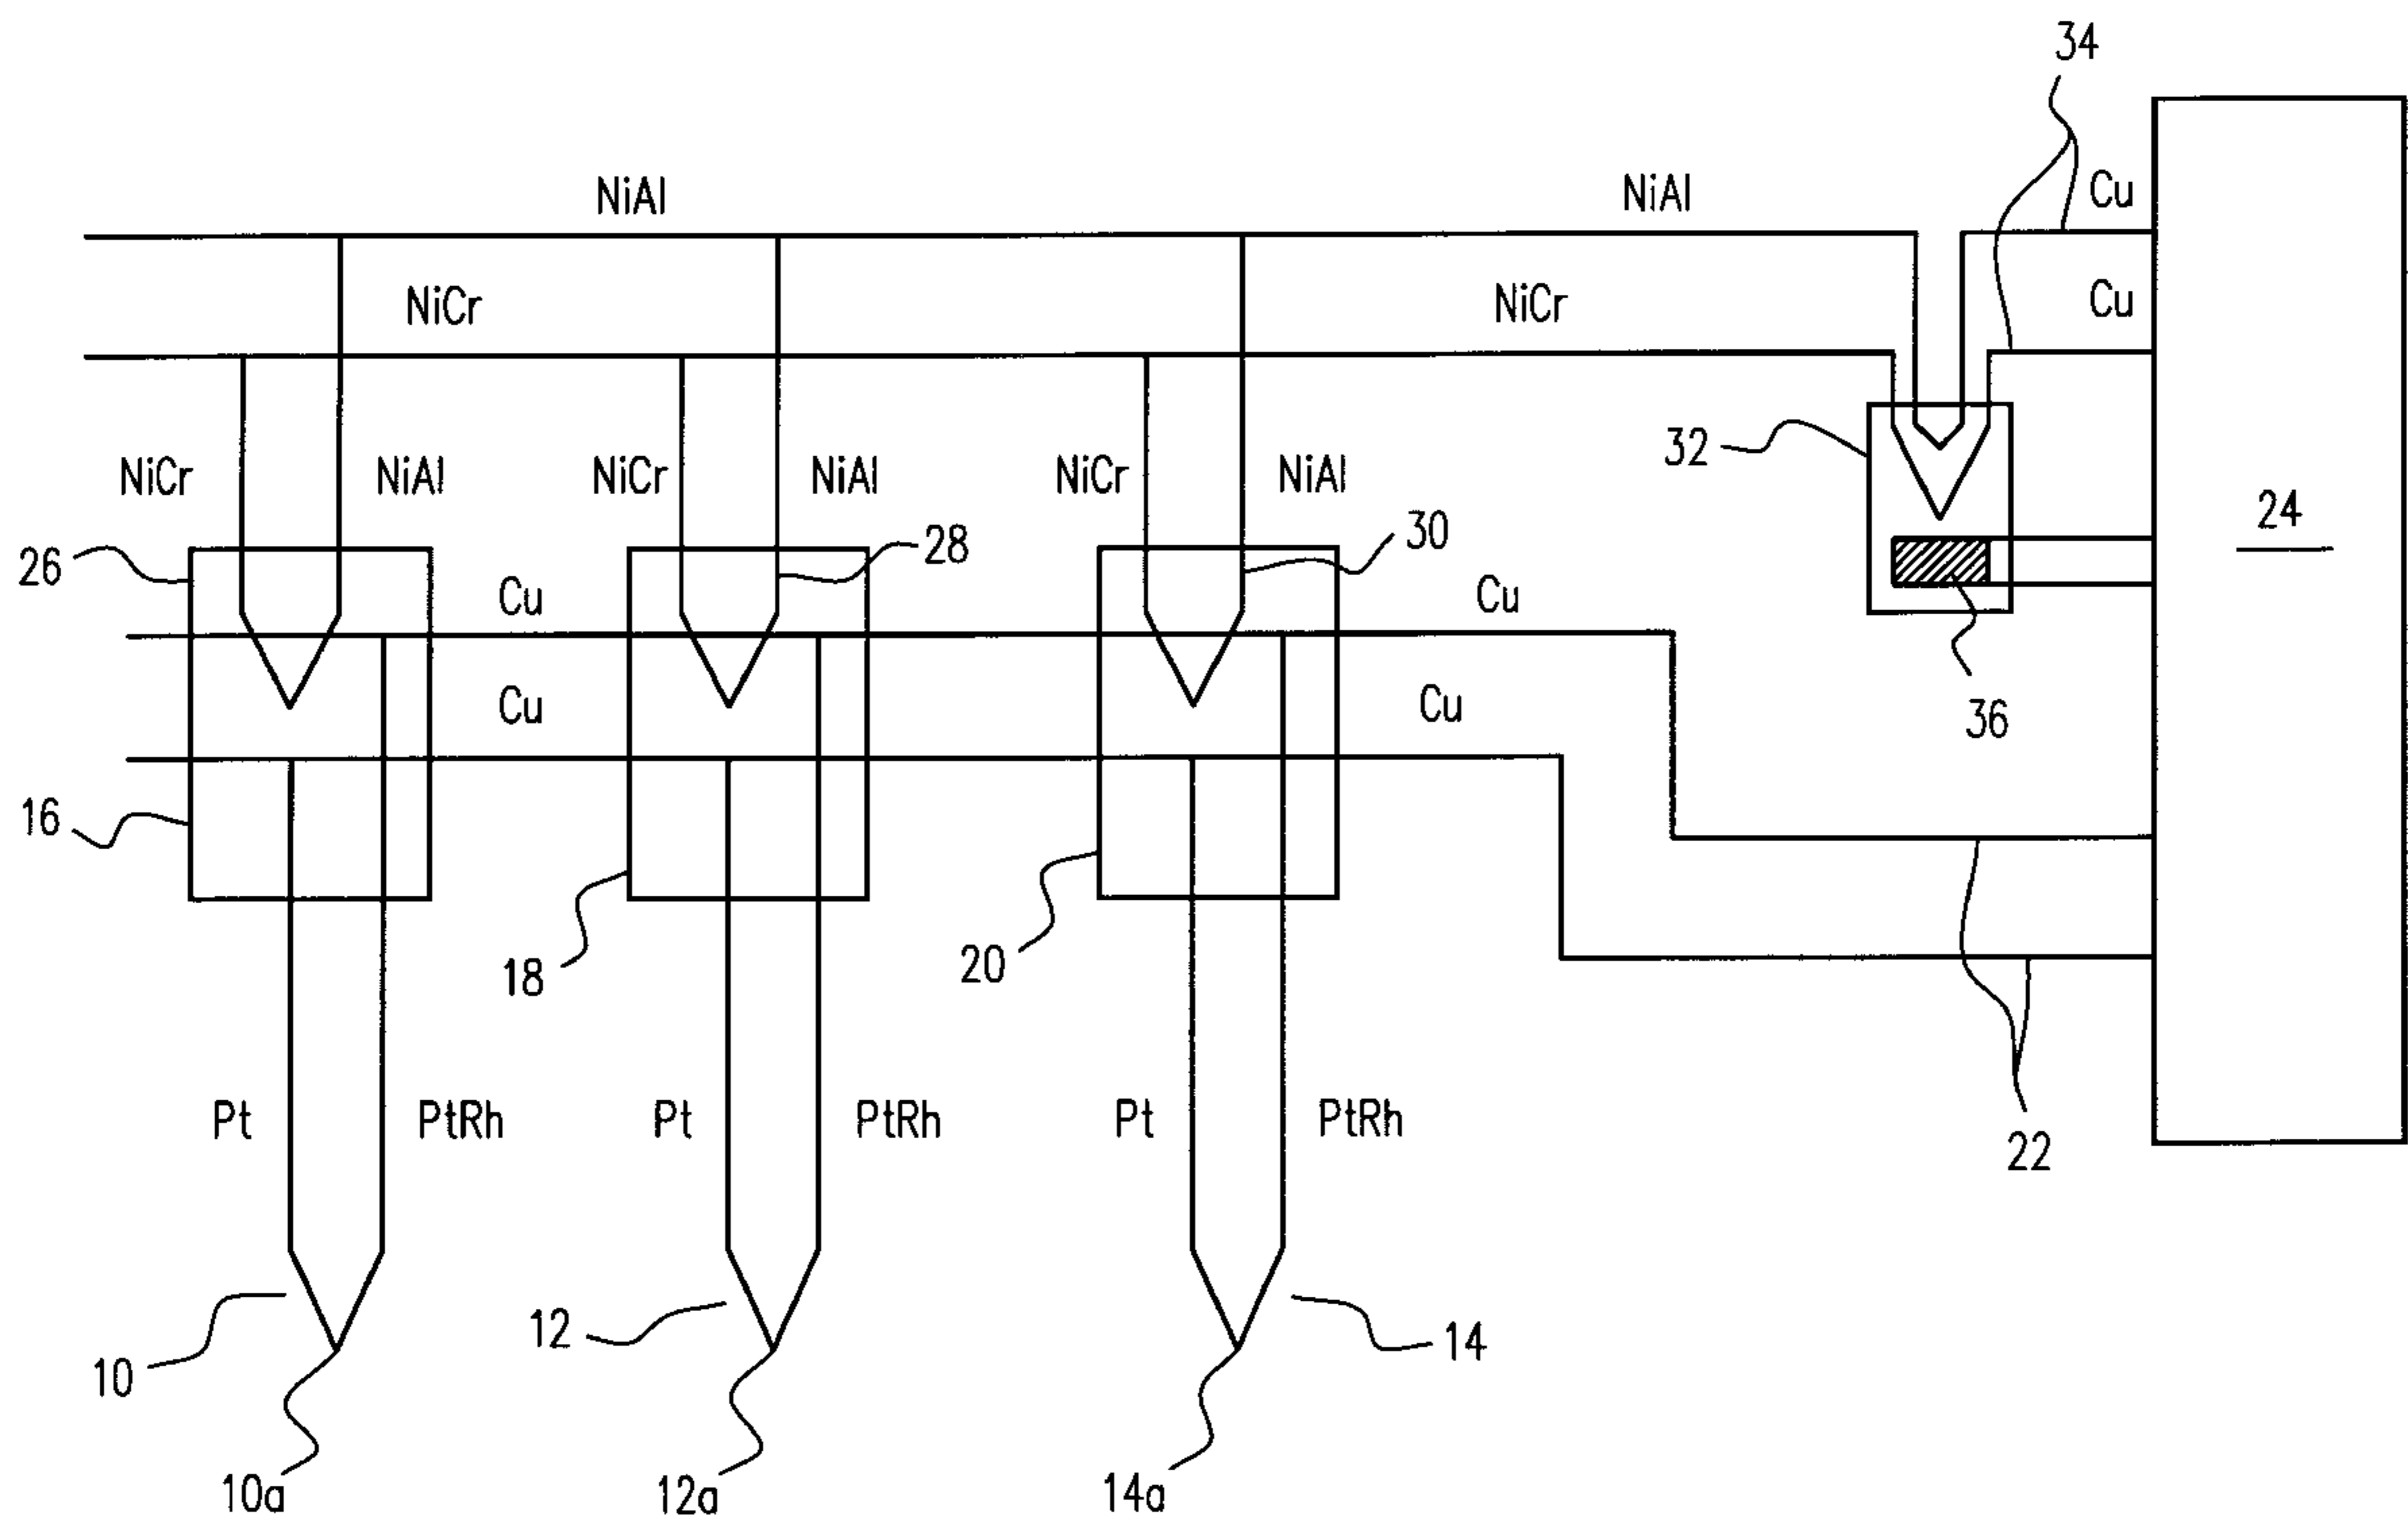 34
NiAl NiAl Cu
NiCr NiCr Cu
32
NiCr NiAl NiCr NiAl NiCr NiAl
24
26 28 30
Cu Cu
Cu Cu 36
16
18 20
Pt PtRh Pt PtRh Pt PtRh 22
10 12 14
10a 12a 14a